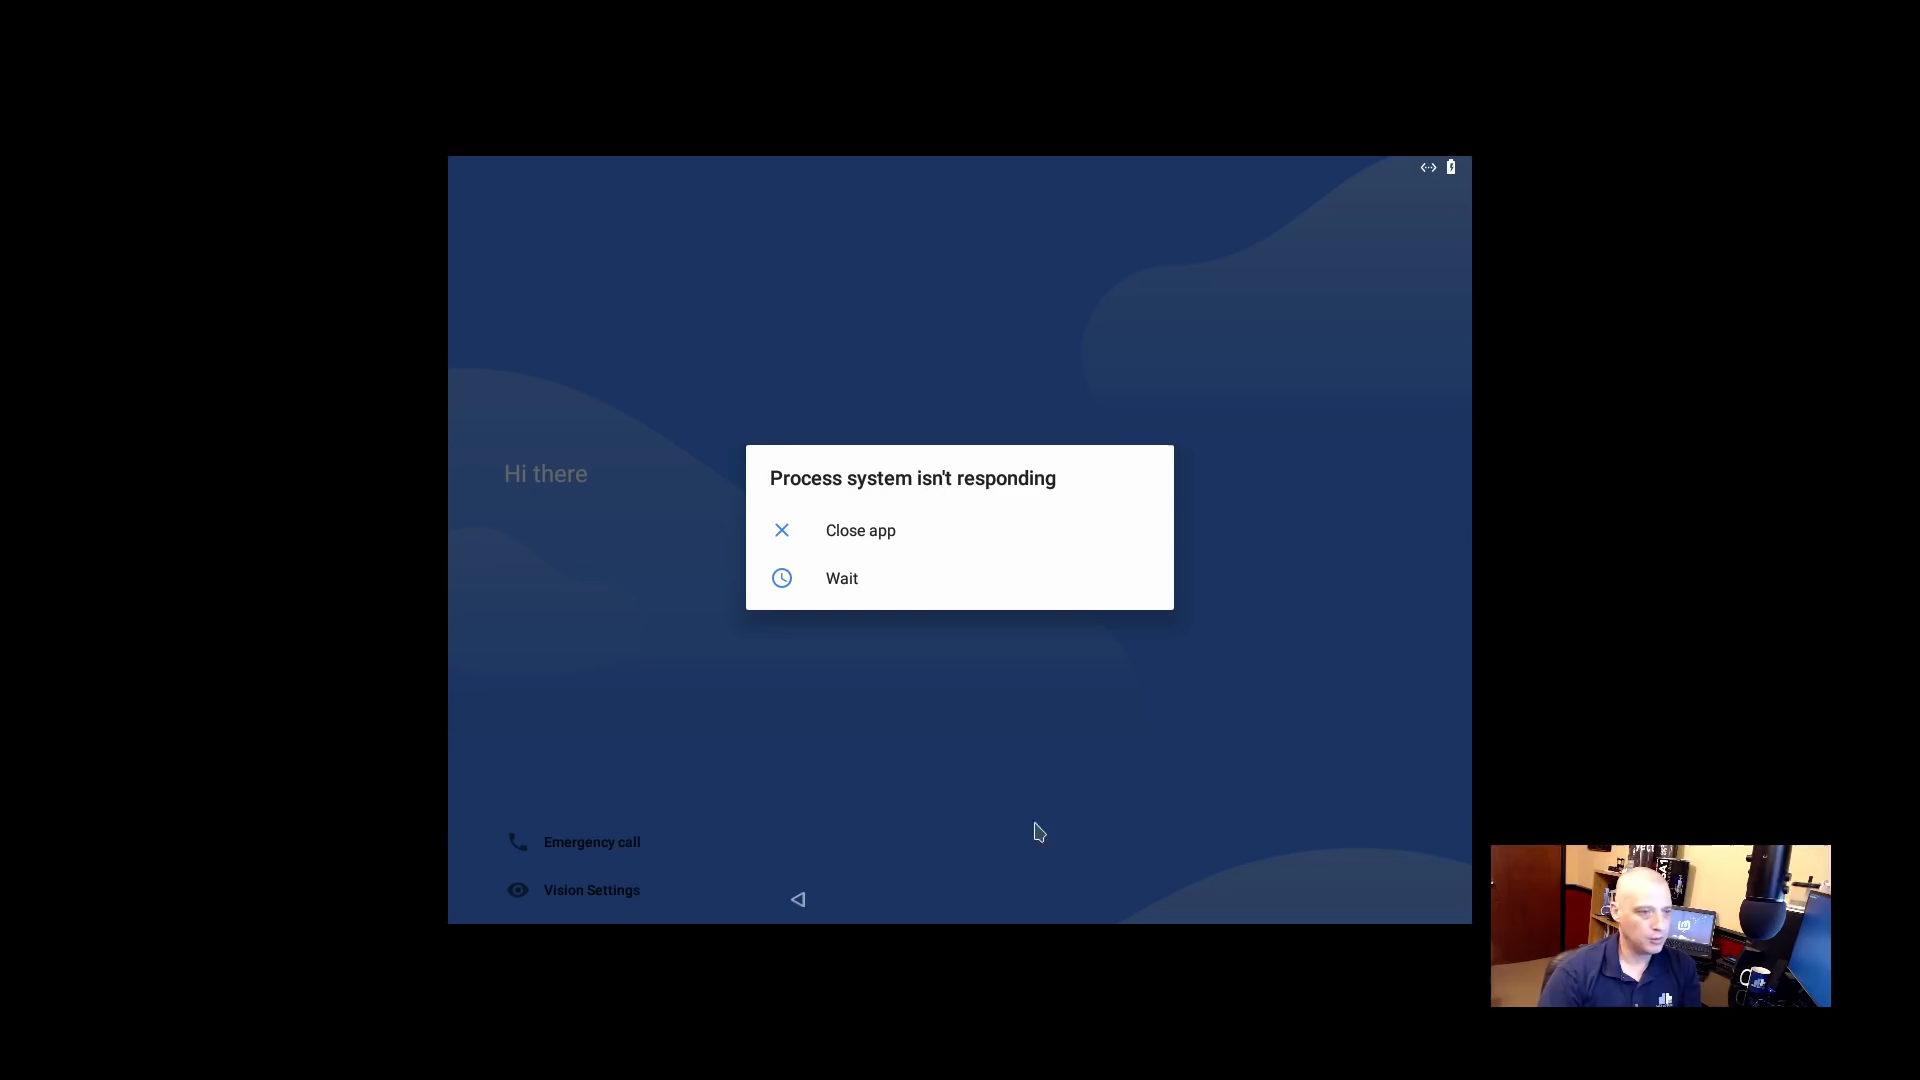 Hi there
Process system isn't responding
Close app
Wait
Emergency call
Vision Settings